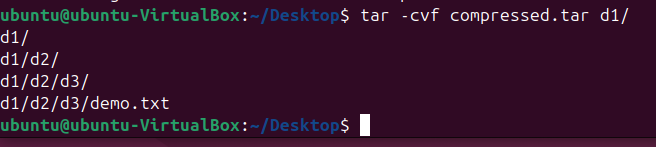 ubuntu@ubuntu-VirtualBox:~/Desktop$ tar -cvf compressed.tar d1/
d1/
d1/d2/
d1/d2/d3/
d1/d2/d3/demo.txt
ubuntu@ubuntu-VirtualBox:~/Desktop$